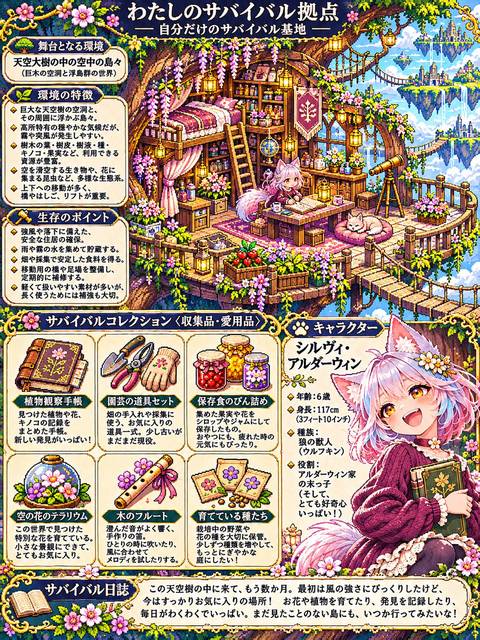 わたしのサバイバル拠点
自分だけのサバイバル基地
舞台となる環境
天空大樹の中の空中の島々
（巨木の空洞と浮島群の世界）
環境の特徴
巨大な天空樹の空洞と、
その周囲に浮かぶ島々。
高所特有の穏やかな気候だが、
霧や突風が発生しやすい。
樹木の葉・樹皮・樹液・種・
キノコ・果実など、利用できる
資源が豊富。
空を滑空する生き物や、花に
集まる昆虫など、多様な生態系。
上下への移動が多く、
橋やはしご、リフトが重要。
生存のポイント
強風や落下に備えた、
安全な住居の確保。
雨や霧の水を集めて貯蔵する。
畑や採集で安定した食料を得る。
移動用の橋や足場を整備し、
定期的に補修する。
軽くて扱いやすい素材が多いが、
長く使うためには補強も大切。
サバイバルコレクション〈収集品・愛用品〉
植物観察手帳
見つけた植物や花、
キノコの記録を
まとめた手帳。
新しい発見がいっぱい！
園芸の道具セット
畑の手入れや採集に
使う、お気に入りの
道具一式。少し古いが
まだまだ現役。
保存食のびん詰め
集めた果実や花を
シロップやジャムにして
保存したもの。
おやつにも、疲れた時の
元気にもぴったり。
空の花のテラリウム
この世界で見つけた
特別な花を育てている。
小さな景観にできて、
とてもお気に入り。
木のフルート
澄んだ音がよく響く、
手作りの笛。
ひとりの時に吹いたり、
風に合わせて
メロディを試したりする。
育てている種たち
栽培中の野菜や
花の種を大切に保管。
少しずつ種類を増やして、
もっとにぎやかな
庭にしたい！
キャラクター
シルヴィ・
アルダーウィン
年齢：6歳
身長：117cm
（3フィート10インチ）
種族：
狼の獣人
（ウルフキン）
役割：
アルダーウィン家
の末っ子
（そして、
とても好奇心
いっぱい！）
サバイバル日誌
この天空樹の中に来て、もう数か月。最初は風の強さにびっくりしたけど、
今はすっかりお気に入りの場所！ お花や植物を育てたり、発見を記録したり、
毎日がわくわくでいっぱい。まだ見たことのない島にも、いつか行ってみたいな！